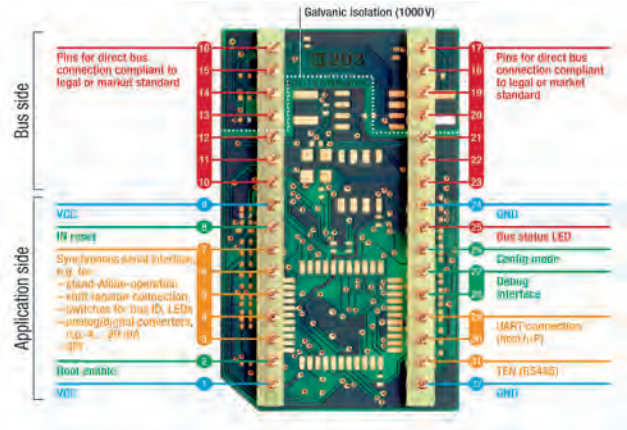 Galvanic isolation (1000V)
Bus side
Application side
203
16
15
14
13
12
11
10
9
8
7
6
5
4
3
2
1
Pins for direct bus
connection compliant to
legal or market standard
VCC
IN reset
Synchronous serial interface,
e.g. for
- stand-Alone-operation
- shift register connection
- switches for bus ID, LEDs
- analog/digital converters,
e.g. 4... 20 mA
SPI
Boot enable
VCC
17
18
19
20
21
22
23
24
25
26
27
28
29
30
31
32
Pins for direct bus
connection compliant
to legal or market
standard
GND
Bus status LED
Config mode
Debug
interface
UART connection
(host/µP)
TEN (RS485)
GND